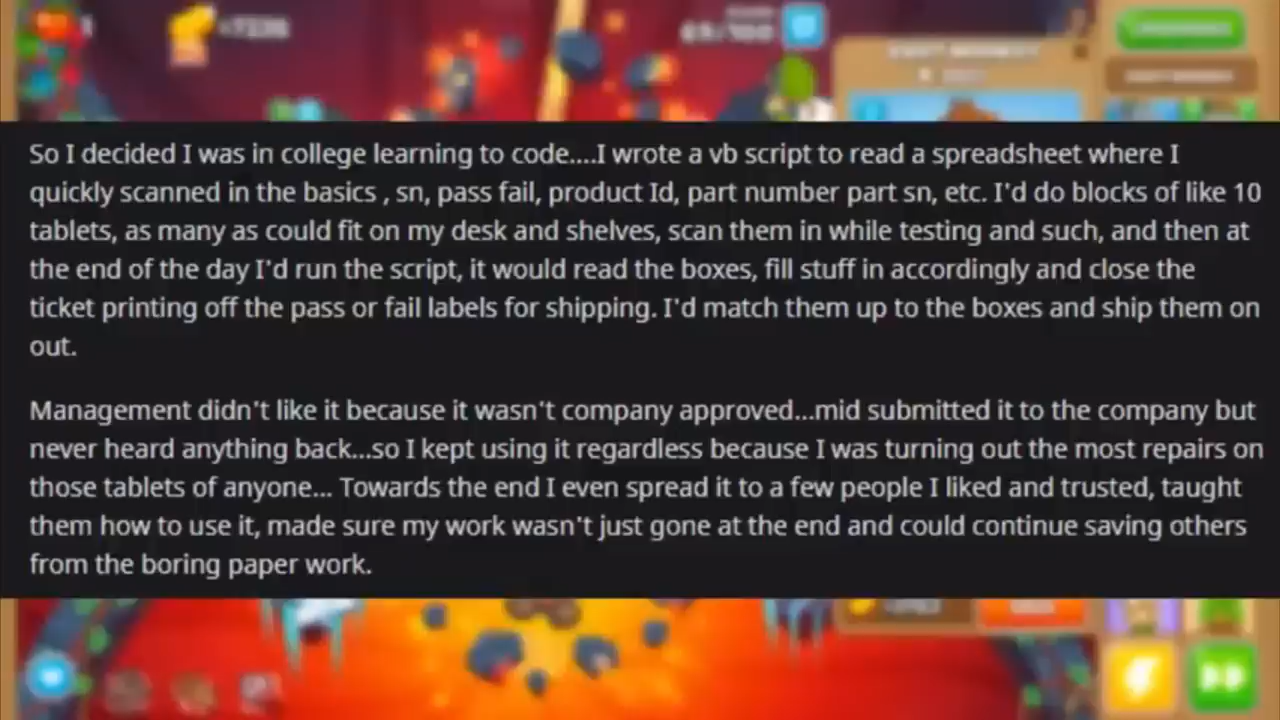 So I decided I was in college learning to code....I wrote a vb script to read a spreadsheet where I
quickly scanned in the basics , sn, pass fail, product Id, part number part sn, etc. I'd do blocks of like 10
tablets, as many as could fit on my desk and shelves, scan them in while testing and such, and then at
the end of the day I'd run the script, it would read the boxes, fill stuff in accordingly and close the
ticket printing off the pass or fail labels for shipping. I'd match them up to the boxes and ship them on
out.
Management didn't like it because it wasn't company approved...mid submitted it to the company but
never heard anything back...so I kept using it regardless because I was turning out the most repairs on
those tablets of anyone... Towards the end I even spread it to a few people I liked and trusted, taught
them how to use it, made sure my work wasn't just gone at the end and could continue saving others
from the boring paper work.